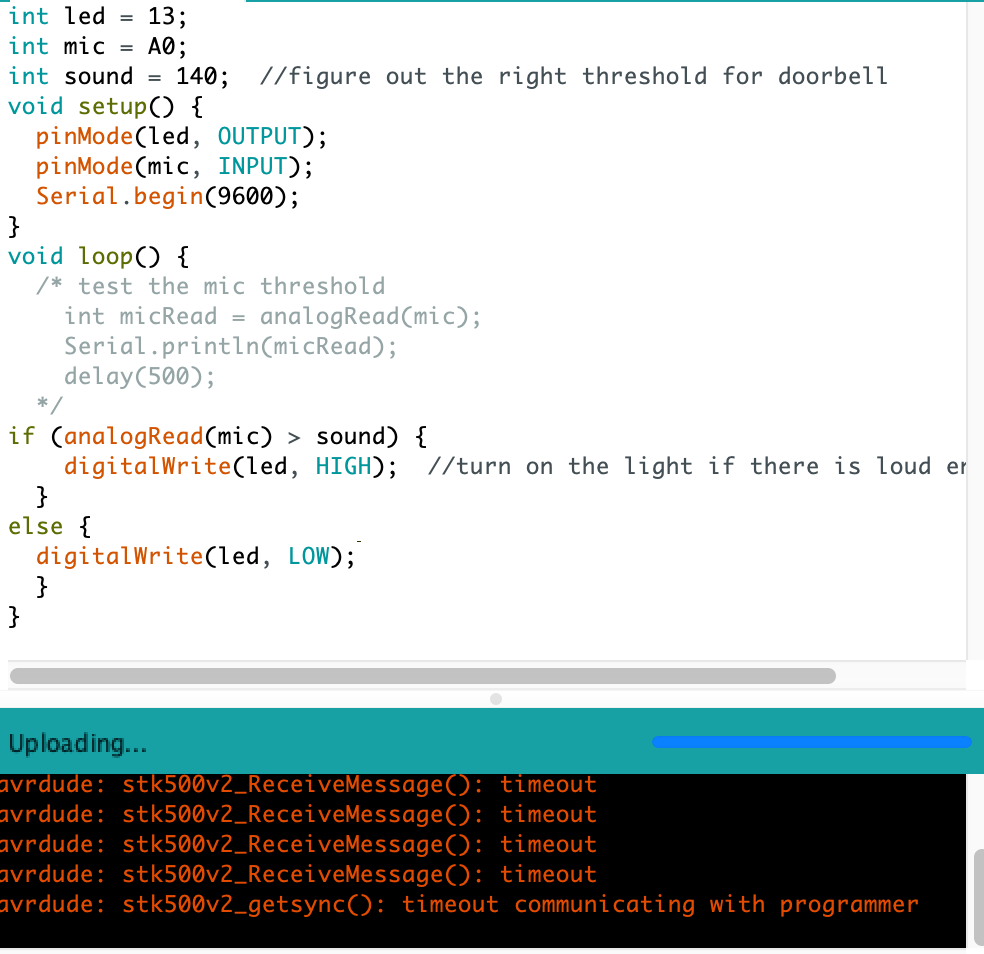 int led = 13;
int mic = A0;
int sound = 140;  //figure out the right threshold for doorbell
void setup() {
  pinMode(led, OUTPUT);
  pinMode(mic, INPUT);
  Serial.begin(9600);
}
void loop() {
  /* test the mic threshold
    int micRead = analogRead(mic);
    Serial.println(micRead);
    delay(500);
  */
if (analogRead(mic) > sound) {
    digitalWrite(led, HIGH);  //turn on the light if there is loud
  }
else {
  digitalWrite(led, LOW);
  }
}
Uploading...
avrdude: stk500v2_ReceiveMessage(): timeout
avrdude: stk500v2_ReceiveMessage(): timeout
avrdude: stk500v2_ReceiveMessage(): timeout
avrdude: stk500v2_ReceiveMessage(): timeout
avrdude: stk500v2_getsync(): timeout communicating with programmer